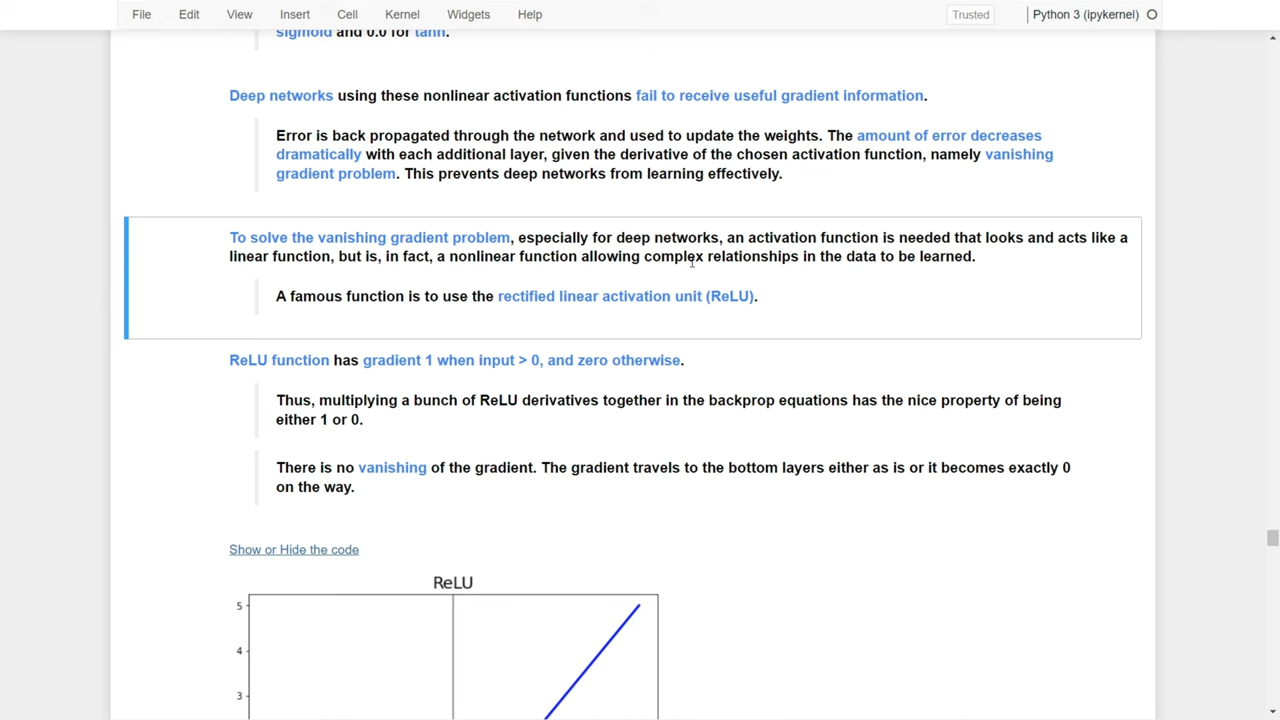 File Edit View Insert Cell Kernel Widgets Help Trusted Python 3 (ipykernel)
sigmoid and 0.0 for tanh.
Deep networks using these nonlinear activation functions fail to receive useful gradient information.
Error is back propagated through the network and used to update the weights. The amount of error decreases
dramatically with each additional layer, given the derivative of the chosen activation function, namely vanishing
gradient problem. This prevents deep networks from learning effectively.
To solve the vanishing gradient problem, especially for deep networks, an activation function is needed that looks and acts like a
linear function, but is, in fact, a nonlinear function allowing complex relationships in the data to be learned.
A famous function is to use the rectified linear activation unit (ReLU).
ReLU function has gradient 1 when input > 0, and zero otherwise.
Thus, multiplying a bunch of ReLU derivatives together in the backprop equations has the nice property of being
either 1 or 0.
There is no vanishing of the gradient. The gradient travels to the bottom layers either as is or it becomes exactly 0
on the way.
Show or Hide the code
ReLU
5
4
3